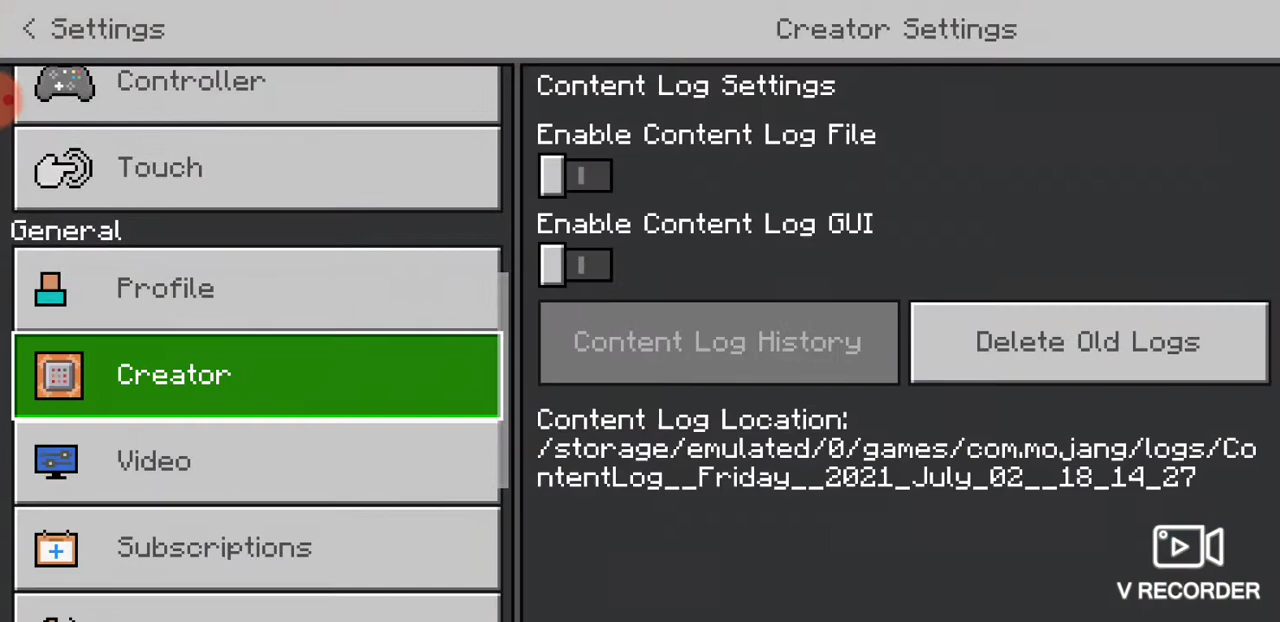 Settings
Creator Settings
Controller
Touch
General
Profile
Creator
Video
Subscriptions
Content Log Settings
Enable Content Log File
Enable Content Log GUI
Content Log History
Delete Old Logs
Content Log Location:
/storage/emulated/0/games/com.mojang/logs/Co
ntentLog__Friday__2021_July_02__18_14_27
V RECORDER